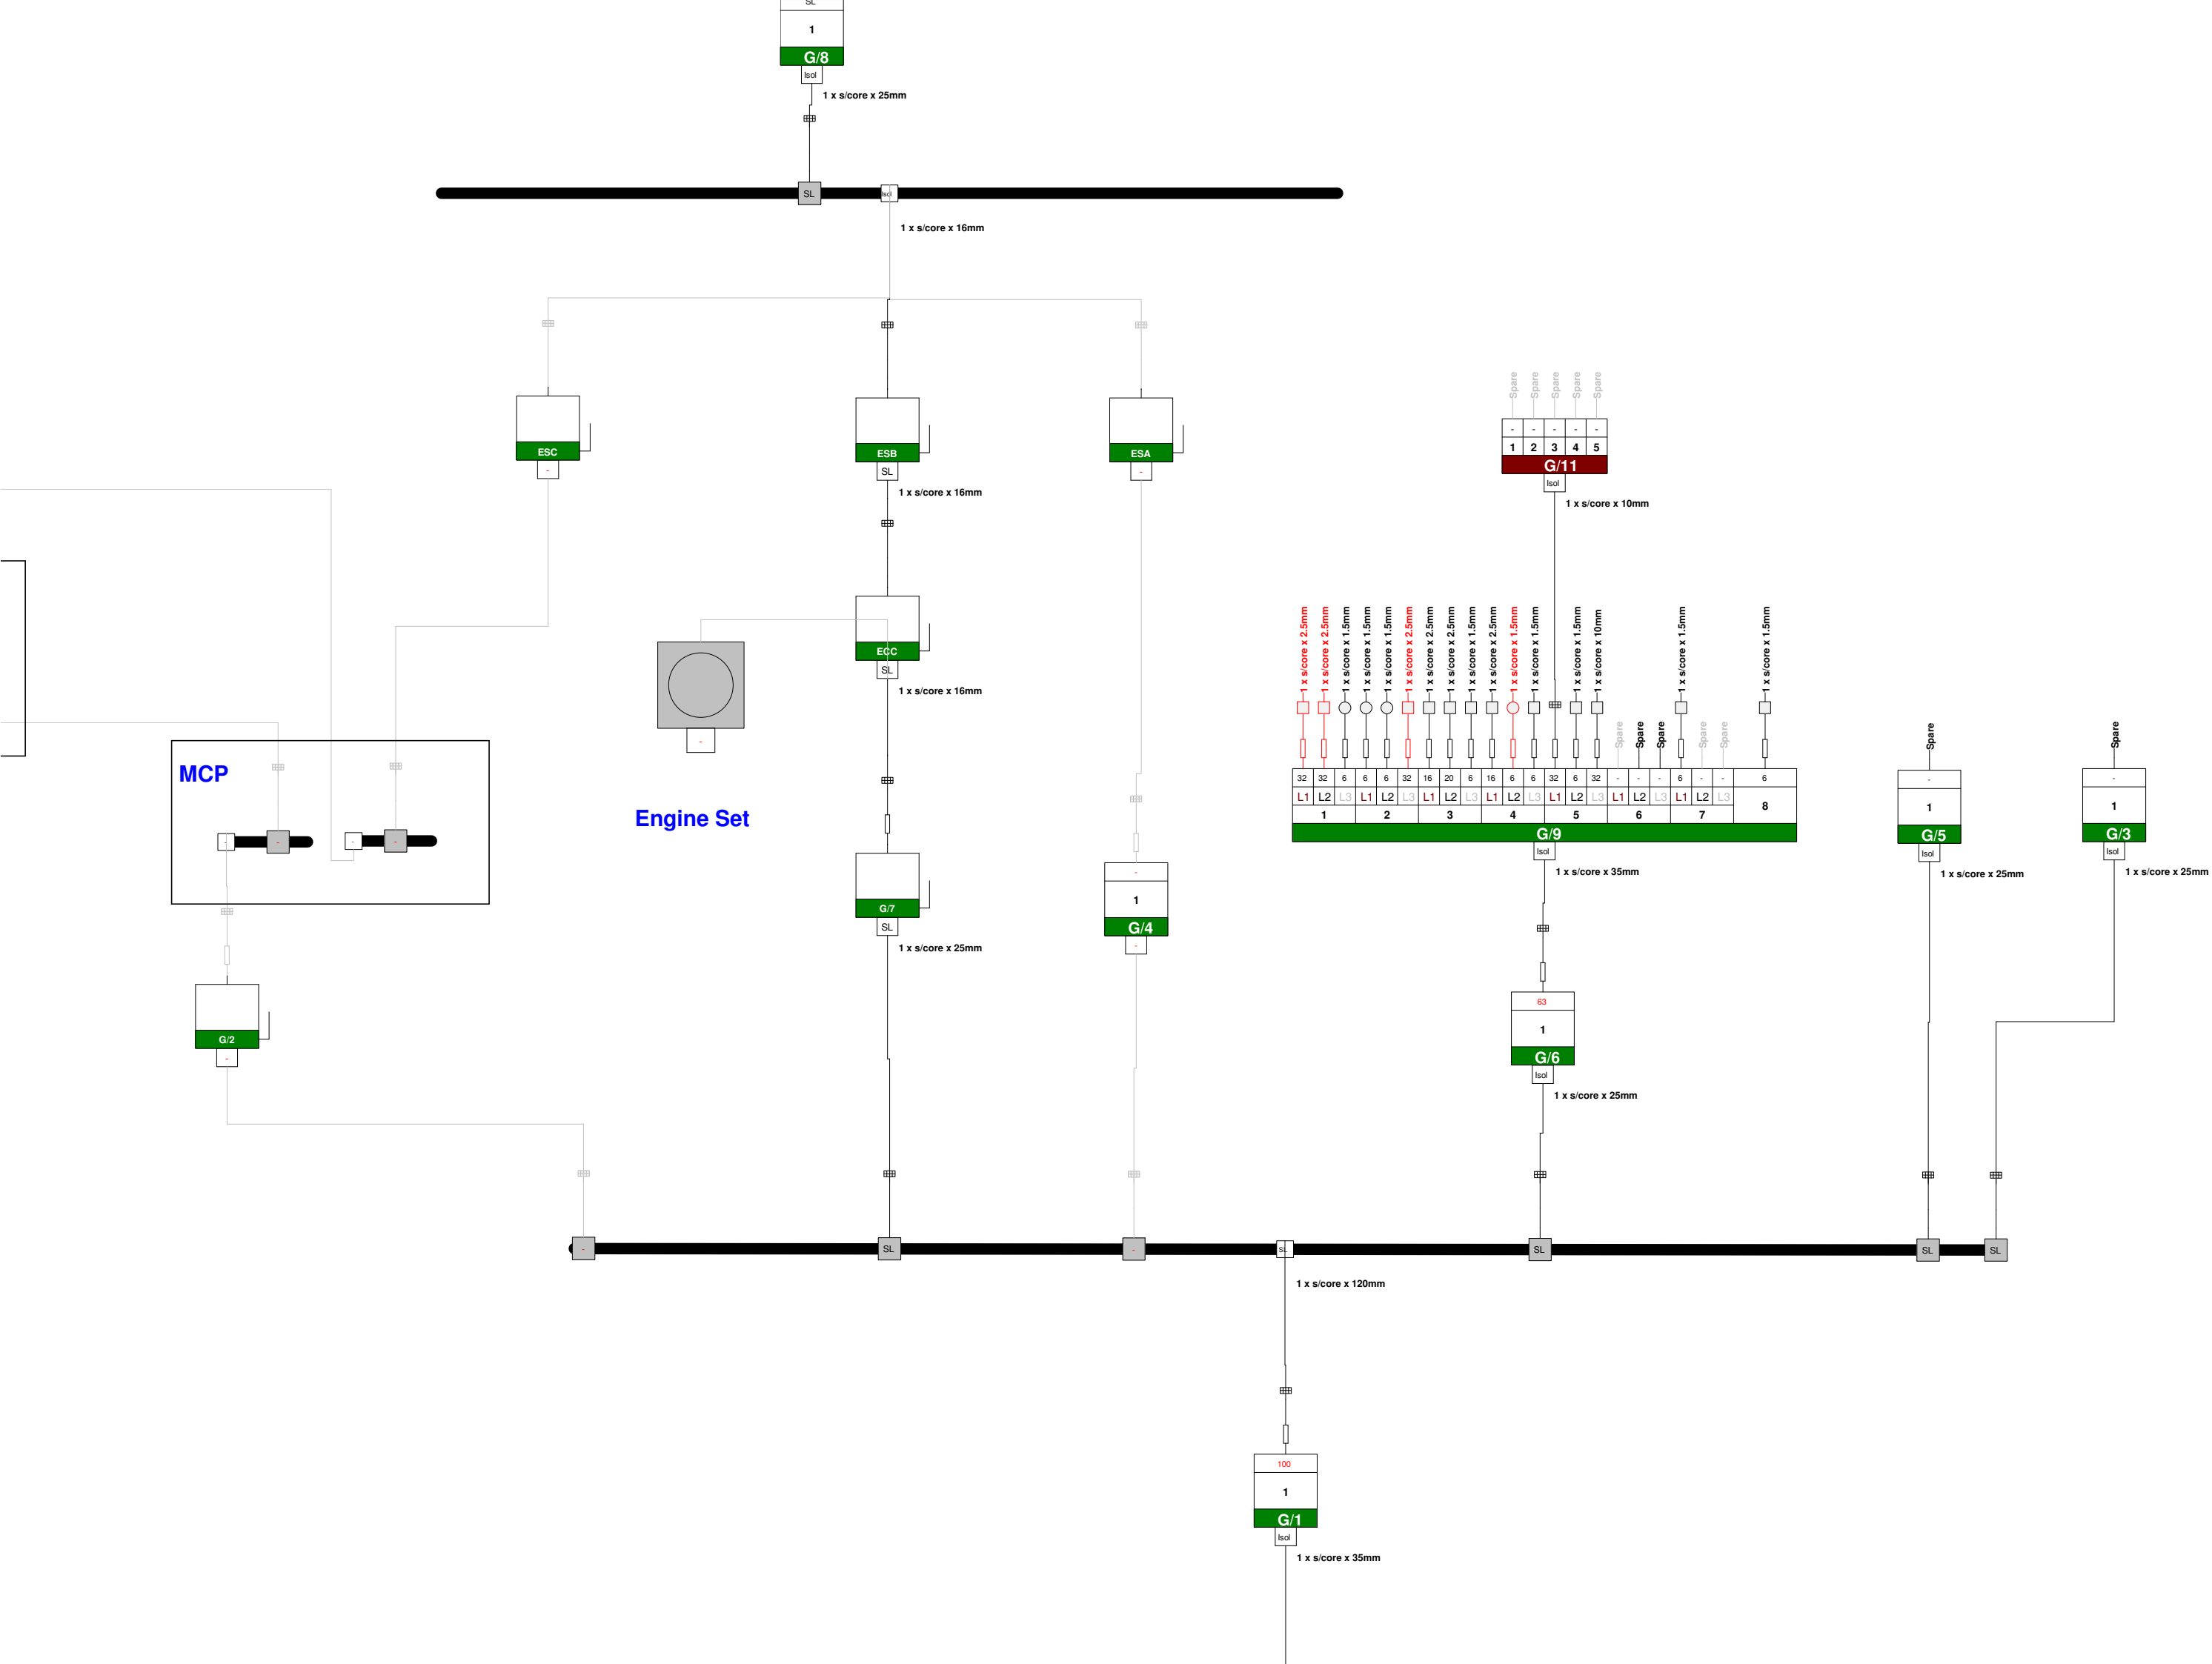 SL
1
G/8
Isol
1 x s/core x 25mm
SL
Isol
1 x s/core x 16mm
ESC
-
ESB
SL
1 x s/core x 16mm
ESA
-
Spare
Spare
Spare
Spare
Spare
- - - - -
1 2 3 4 5
G/11
Isol
1 x s/core x 10mm
ECC
SL
1 x s/core x 16mm
-
Engine Set
MCP
- -
- -
G/7
SL
1 x s/core x 25mm
-
1
G/4
-
G/2
-
1 x s/core x 2.5mm
1 x s/core x 2.5mm
1 x s/core x 1.5mm
1 x s/core x 1.5mm
1 x s/core x 1.5mm
1 x s/core x 2.5mm
1 x s/core x 2.5mm
1 x s/core x 2.5mm
1 x s/core x 1.5mm
1 x s/core x 2.5mm
1 x s/core x 1.5mm
1 x s/core x 1.5mm
1 x s/core x 1.5mm
1 x s/core x 10mm
Spare
Spare
Spare
1 x s/core x 1.5mm
Spare
Spare
1 x s/core x 1.5mm
32 32 6 6 6 32 16 20 6 16 6 6 32 6 32 - - - 6 - - 6
L1 L2 L3 L1 L2 L3 L1 L2 L3 L1 L2 L3 L1 L2 L3 L1 L2 L3 L1 L2 L3
1 2 3 4 5 6 7 8
G/9
Isol
1 x s/core x 35mm
63
1
G/6
Isol
1 x s/core x 25mm
Spare
-
1
G/5
Isol
1 x s/core x 25mm
Spare
-
1
G/3
Isol
1 x s/core x 25mm
-
SL
-
SL
SL
SL
SL
1 x s/core x 120mm
100
1
G/1
Isol
1 x s/core x 35mm